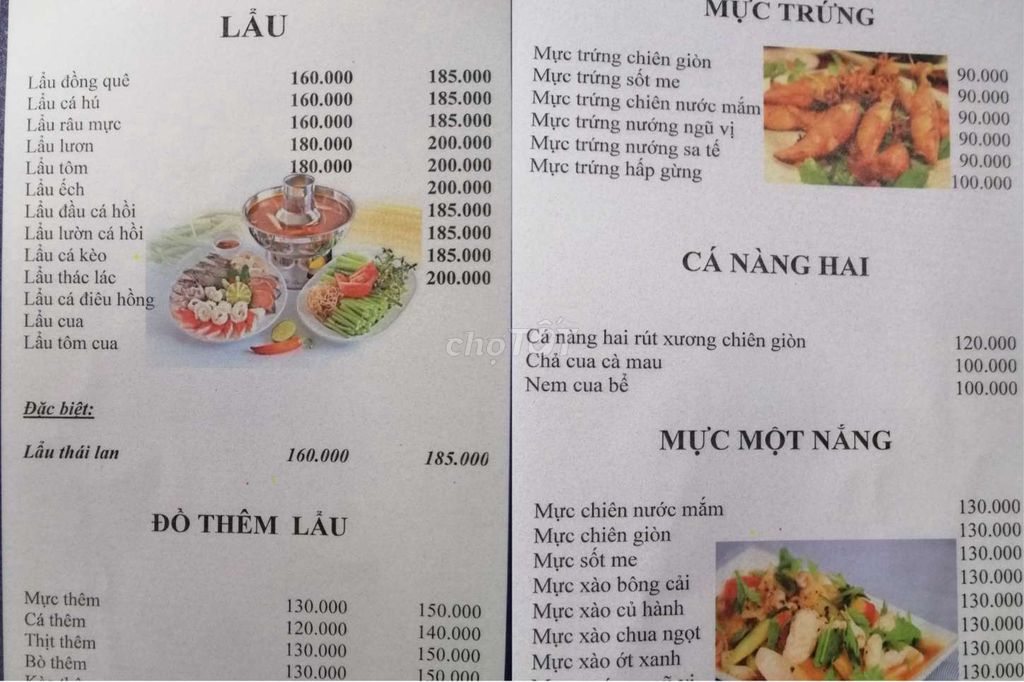 LẨU
Lẩu đồng quê 160.000 185.000
Lẩu cá hú 160.000 185.000
Lẩu râu mực 160.000 185.000
Lẩu lươn 180.000 200.000
Lẩu tôm 180.000 200.000
Lẩu ếch 200.000
Lẩu đầu cá hồi 185.000
Lẩu lườn cá hồi 185.000
Lẩu cá kèo 185.000
Lẩu thác lác 200.000
Lẩu cá điêu hồng
Lẩu cua
Lẩu tôm cua
Đặc biệt:
Lẩu thái lan 160.000 185.000
ĐỒ THÊM LẨU
Mực thêm 130.000 150.000
Cá thêm 120.000 140.000
Thịt thêm 130.000 150.000
Bò thêm 130.000 150.000
MỰC TRỨNG
Mực trứng chiên giòn 90.000
Mực trứng sốt me 90.000
Mực trứng chiên nước mắm 90.000
Mực trứng nướng ngũ vị 90.000
Mực trứng nướng sa tế 90.000
Mực trứng hấp gừng 100.000
CÁ NÀNG HAI
Cá nàng hai rút xương chiên giòn 120.000
Chả cua cà mau 100.000
Nem cua bể 100.000
MỰC MỘT NẮNG
Mực chiên nước mắm 130.000
Mực chiên giòn 130.000
Mực sốt me 130.000
Mực xào bông cải 130.000
Mực xào củ hành 130.000
Mực xào chua ngọt 130.000
Mực xào ớt xanh 130.000
130.000
chợTỐT